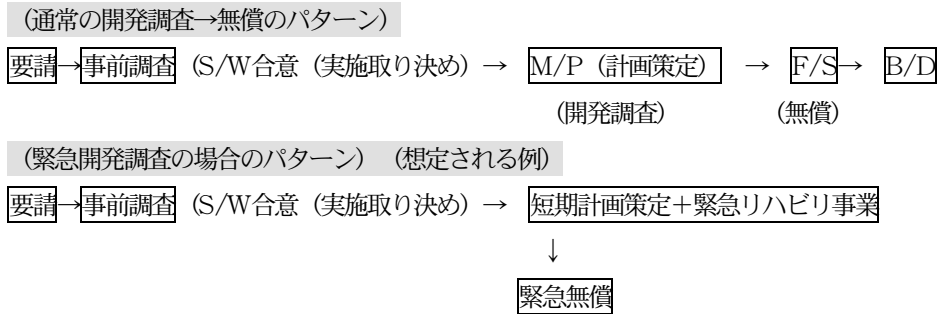 （通常の開発調査→無償のパターン）
要請→事前調査（S/W合意（実施取り決め）→ M/P（計画策定） → F/S→ B/D
（開発調査） （無償）
（緊急開発調査の場合のパターン）（想定される例）
要請→事前調査（S/W合意（実施取り決め）→ 短期計画策定＋緊急リハビリ事業
↓
緊急無償